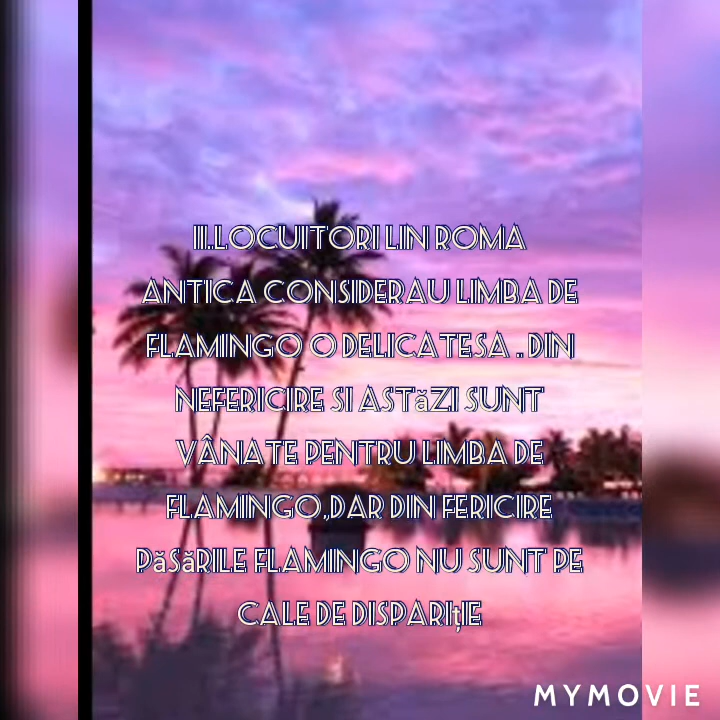 III..LOCUITORI LIN ROMA
ANTICA CONSIDERAU LIMBA DE
FLAMINGO O DELICATESA . DIN
NEFERICIRE SI ASTăZI SUNT
VÂNATE PENTRU LIMBA DE
FLAMINGO,,DAR DIN FERICIRE
PăSăRILE FLAMINGO NU SUNT PE
CALE DE DISPARIțIE
MYMOVIE